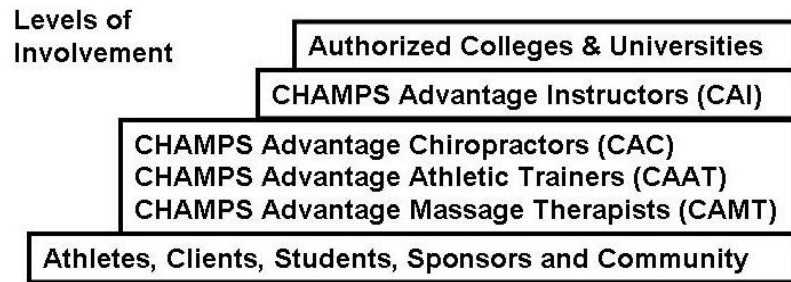 Levels of
Involvement
Authorized Colleges & Universities
CHAMPS Advantage Instructors (CAI)
CHAMPS Advantage Chiropractors (CAC)
CHAMPS Advantage Athletic Trainers (CAAT)
CHAMPS Advantage Massage Therapists (CAMT)
Athletes, Clients, Students, Sponsors and Community